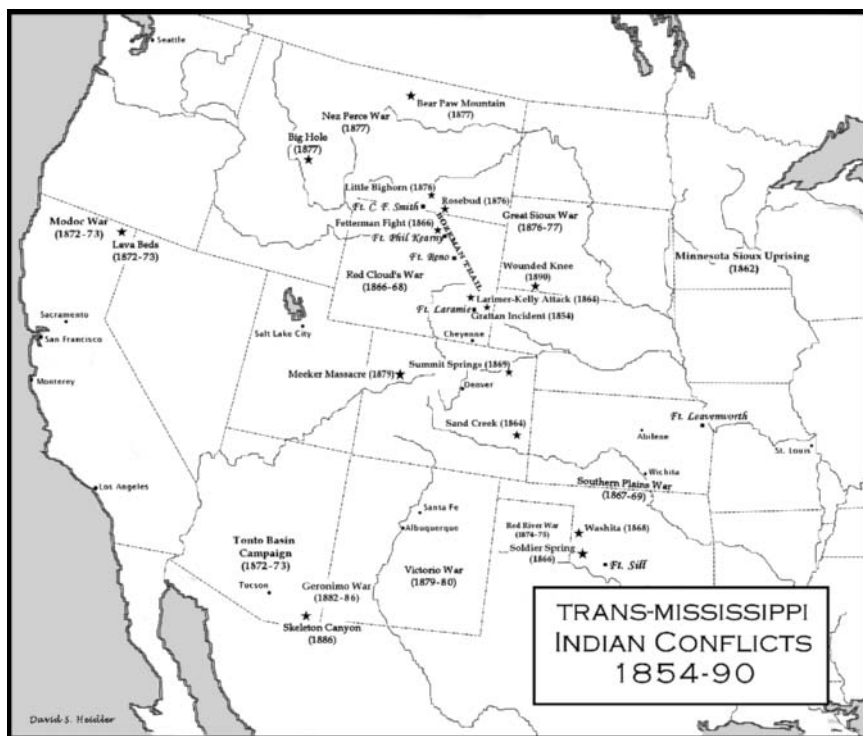 Seattle
Bear Paw Mountain
(1877)
Nez Perce War
(1877)
Big Hole
(1877)
Little Bighorn (1876)
Ft. C. F. Smith
Rosebud (1876)
Fetterman Fight (1866)
Ft. Phil Kearny
BOZEMAN TRAIL
Great Sioux War
(1876-77)
Modoc War
(1872-73)
Lava Beds
(1872-73)
Ft. Reno
Red Cloud's War
(1866-68)
Wounded Knee
(1890)
Minnesota Sioux Uprising
(1862)
Larimer-Kelly Attack (1864)
Ft. Laramie
Grattan Incident (1854)
Sacramento
San Francisco
Salt Lake City
Cheyenne
Monterey
Meeker Massacre (1879)
Summit Springs (1869)
Denver
Sand Creek (1864)
Ft. Leavenworth
Abilene
St. Louis
Wichita
Southern Plains War
(1867-69)
Los Angeles
Santa Fe
Albuquerque
Red River War
(1874-75)
Washita (1868)
Soldier Spring
(1866)
Ft. Sill
Tonto Basin
Campaign
(1872-73)
Victorio War
(1879-80)
Tucson
Geronimo War
(1882-86)
Skeleton Canyon
(1886)
TRANS-MISSISSIPPI
INDIAN CONFLICTS
1854-90
David S. Heidler